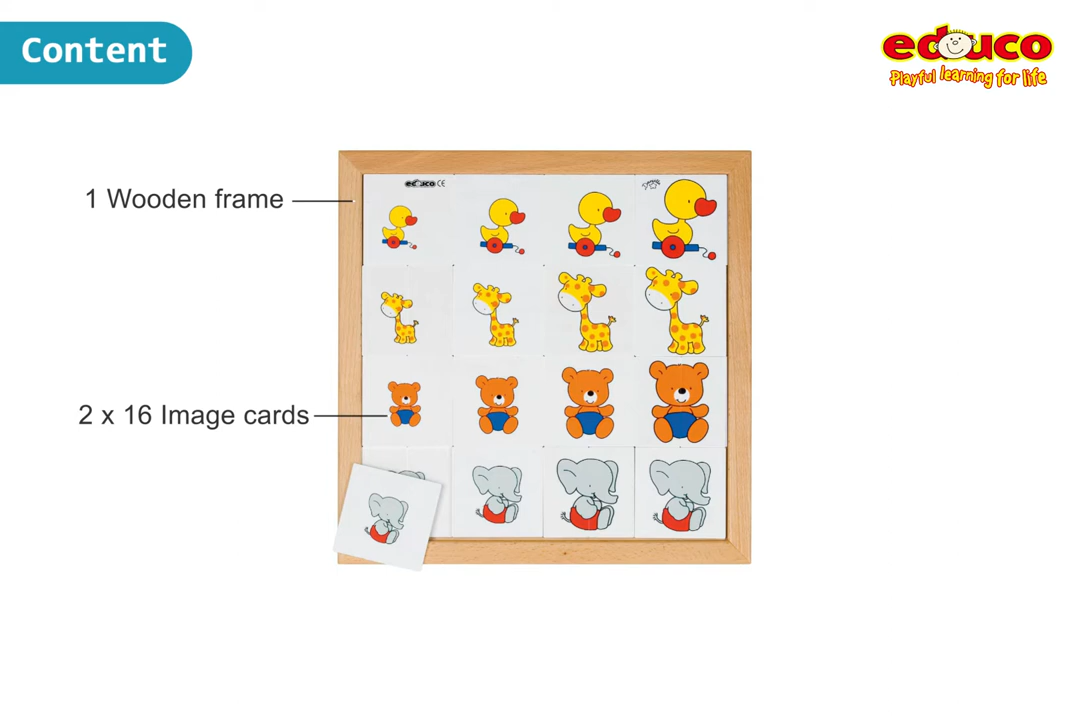 Content
educo
Playful learning for life
1 Wooden frame
educo CE
2 x 16 Image cards